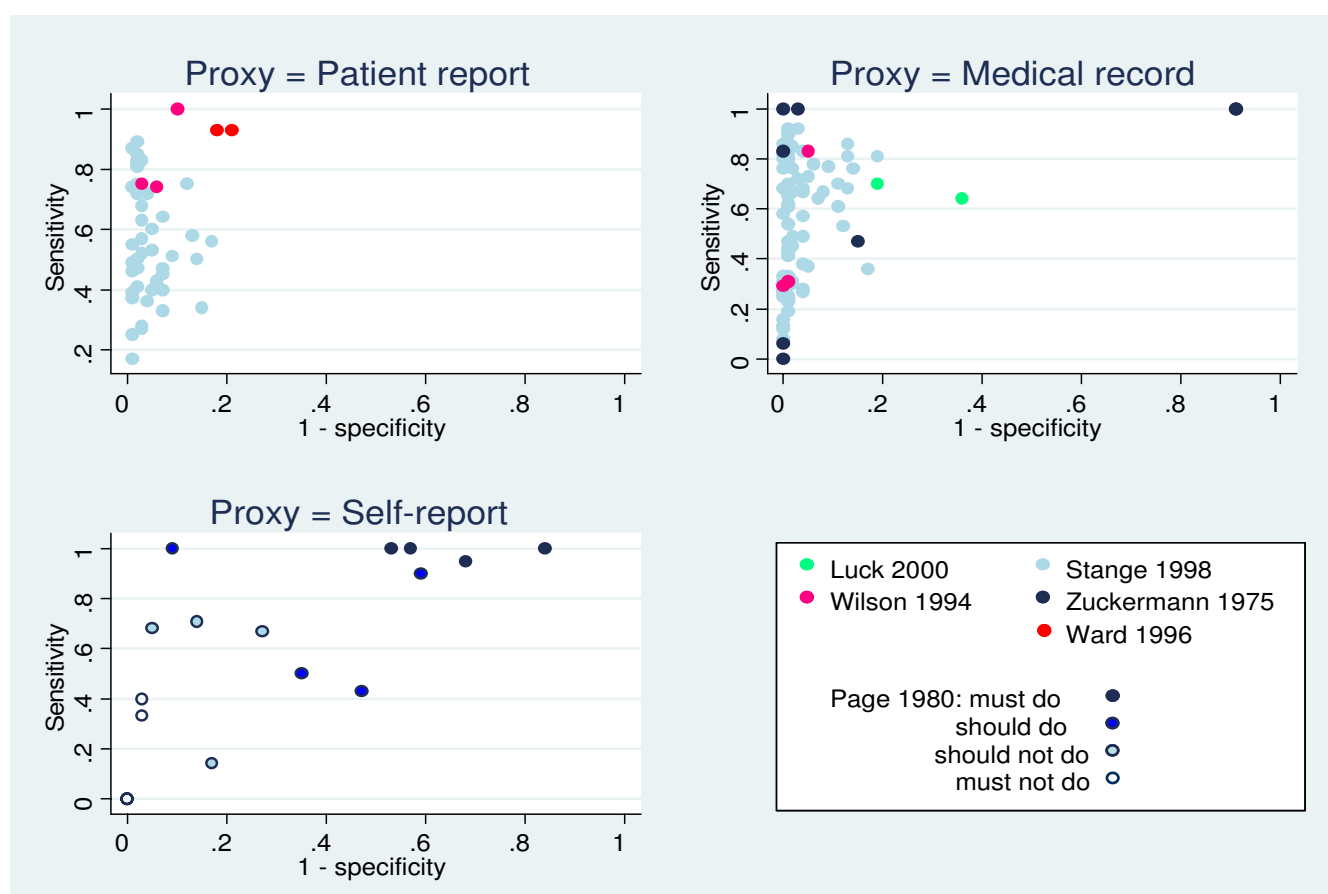 Proxy = Patient report
Sensitivity
.2 .4 .6 .8 1
0 .2 .4 .6 .8 1
1 - specificity
Proxy = Medical record
Sensitivity
0 .2 .4 .6 .8 1
0 .2 .4 .6 .8 1
1 - specificity
Proxy = Self-report
Sensitivity
0 .2 .4 .6 .8 1
0 .2 .4 .6 .8 1
1 - specificity
Luck 2000 Stange 1998
Wilson 1994 Zuckermann 1975
Ward 1996
Page 1980: must do
should do
should not do
must not do